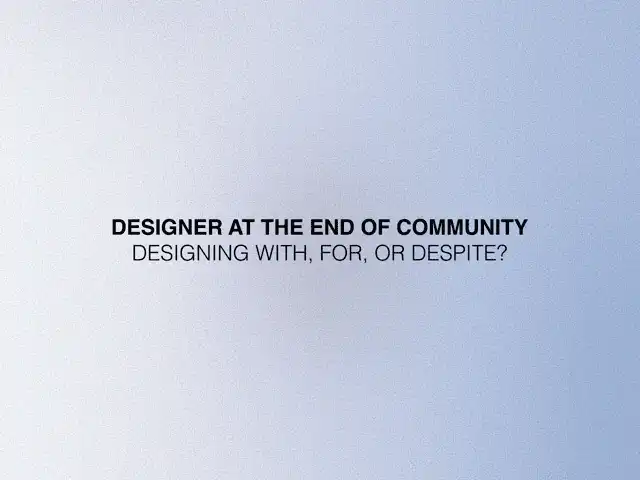 DESIGNER AT THE END OF COMMUNITY
DESIGNING WITH, FOR, OR DESPITE?